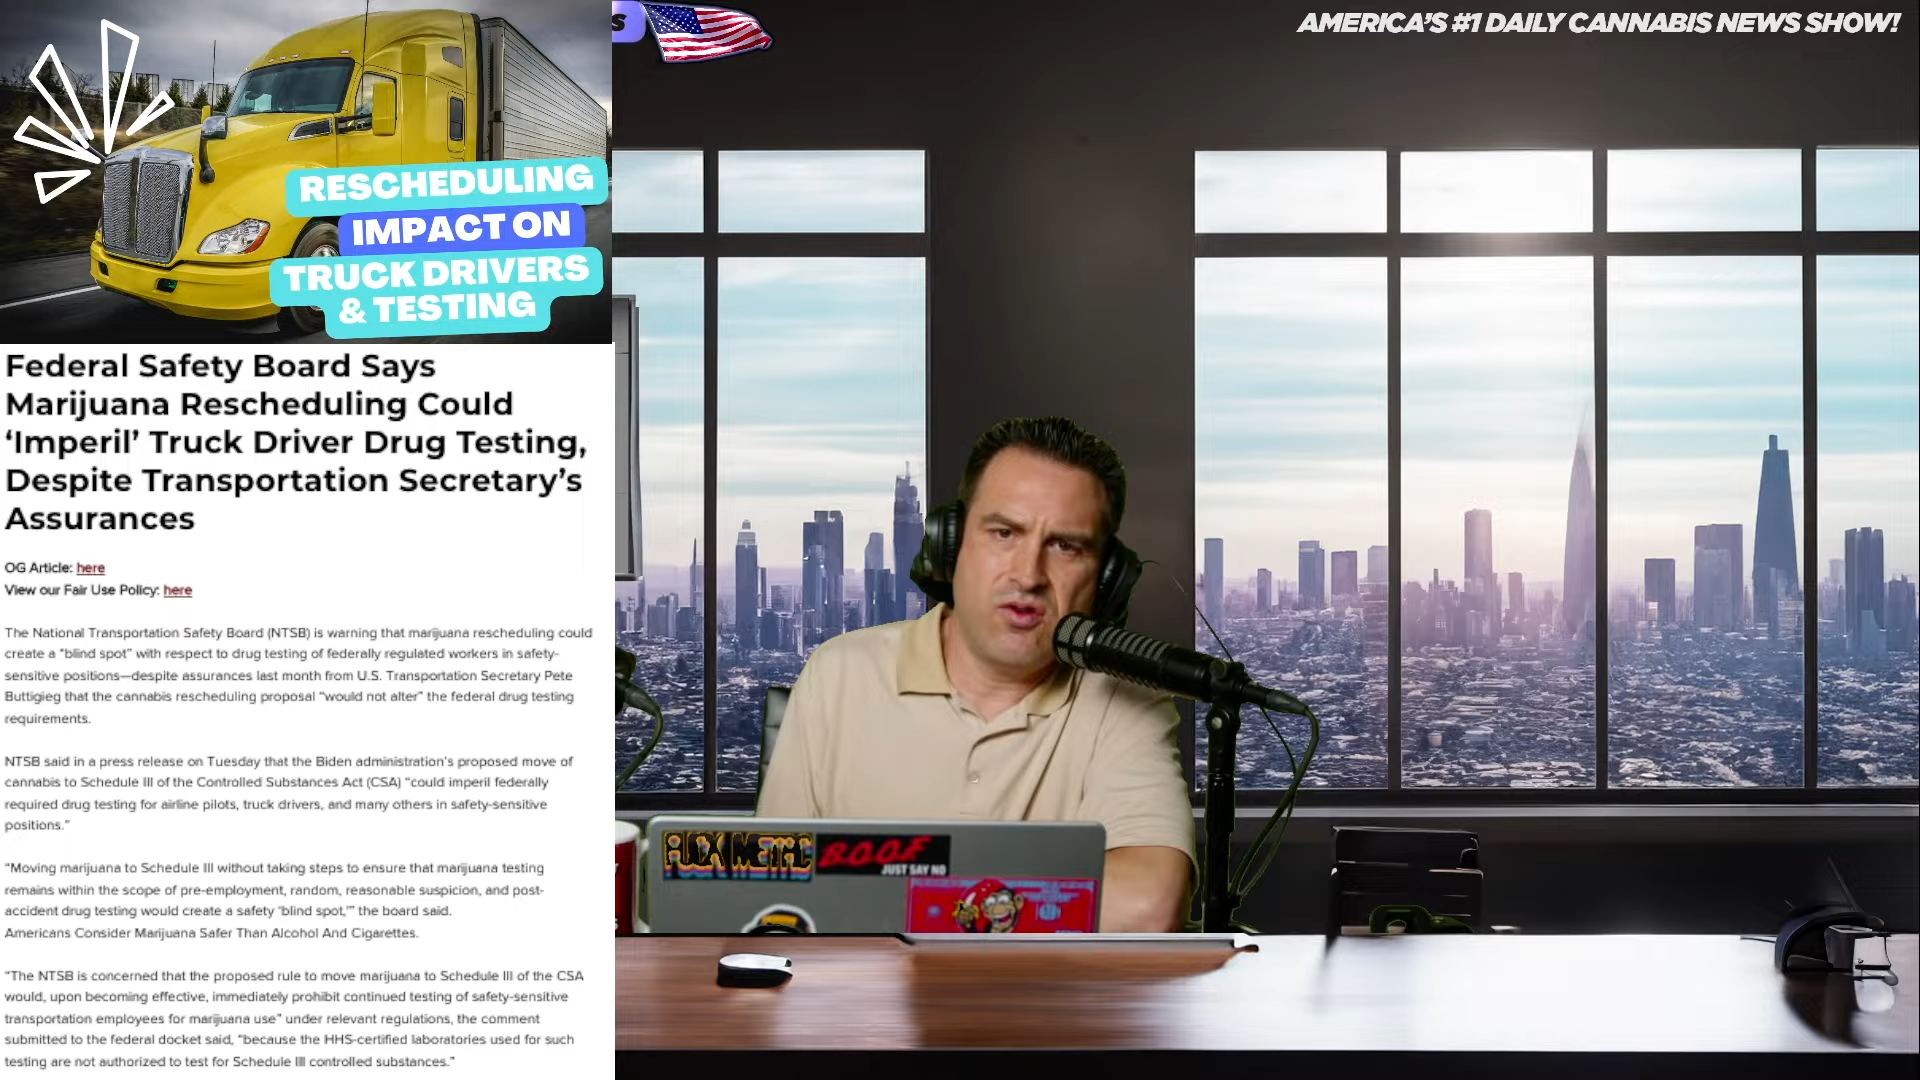 S
AMERICA'S #1 DAILY CANNABIS NEWS SHOW!
RESCHEDULING
IMPACT ON
TRUCK DRIVERS
& TESTING
Federal Safety Board Says
Marijuana Rescheduling Could
‘Imperil’ Truck Driver Drug Testing,
Despite Transportation Secretary’s
Assurances
OG Article: here
View our Fair Use Policy: here
The National Transportation Safety Board (NTSB) is warning that marijuana rescheduling could
create a “blind spot” with respect to drug testing of federally regulated workers in safety-
sensitive positions—despite assurances last month from U.S. Transportation Secretary Pete
Buttigieg that the cannabis rescheduling proposal “would not alter” the federal drug testing
requirements.
NTSB said in a press release on Tuesday that the Biden administration’s proposed move of
cannabis to Schedule III of the Controlled Substances Act (CSA) “could imperil federally
required drug testing for airline pilots, truck drivers, and many others in safety-sensitive
positions.”
“Moving marijuana to Schedule III without taking steps to ensure that marijuana testing
remains within the scope of pre-employment, random, reasonable suspicion, and post-
accident drug testing would create a safety ‘blind spot,’” the board said.
Americans Consider Marijuana Safer Than Alcohol And Cigarettes.
“The NTSB is concerned that the proposed rule to move marijuana to Schedule III of the CSA
would, upon becoming effective, immediately prohibit continued testing of safety-sensitive
transportation employees for marijuana use” under relevant regulations, the comment
submitted to the federal docket said, “because the HHS-certified laboratories used for such
testing are not authorized to test for Schedule III controlled substances.”
B.O.O.F
JUST SAY NO